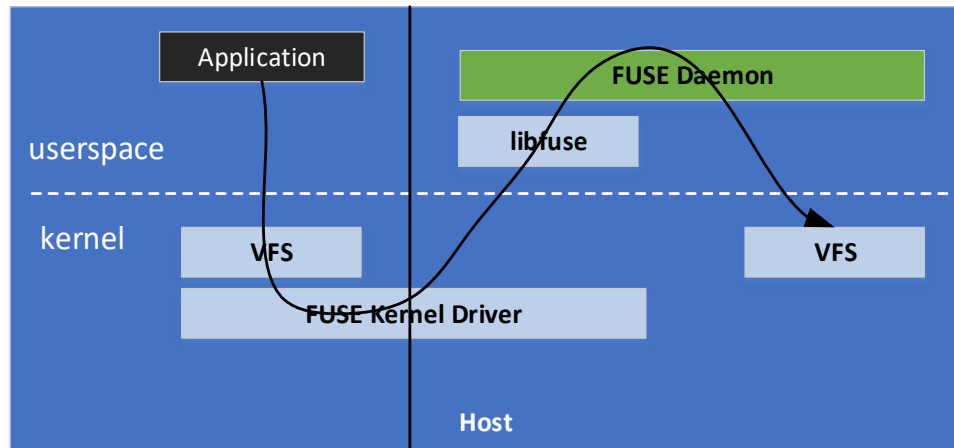 Application
FUSE Daemon
libfuse
userspace
kernel
VFS
VFS
FUSE Kernel Driver
Host